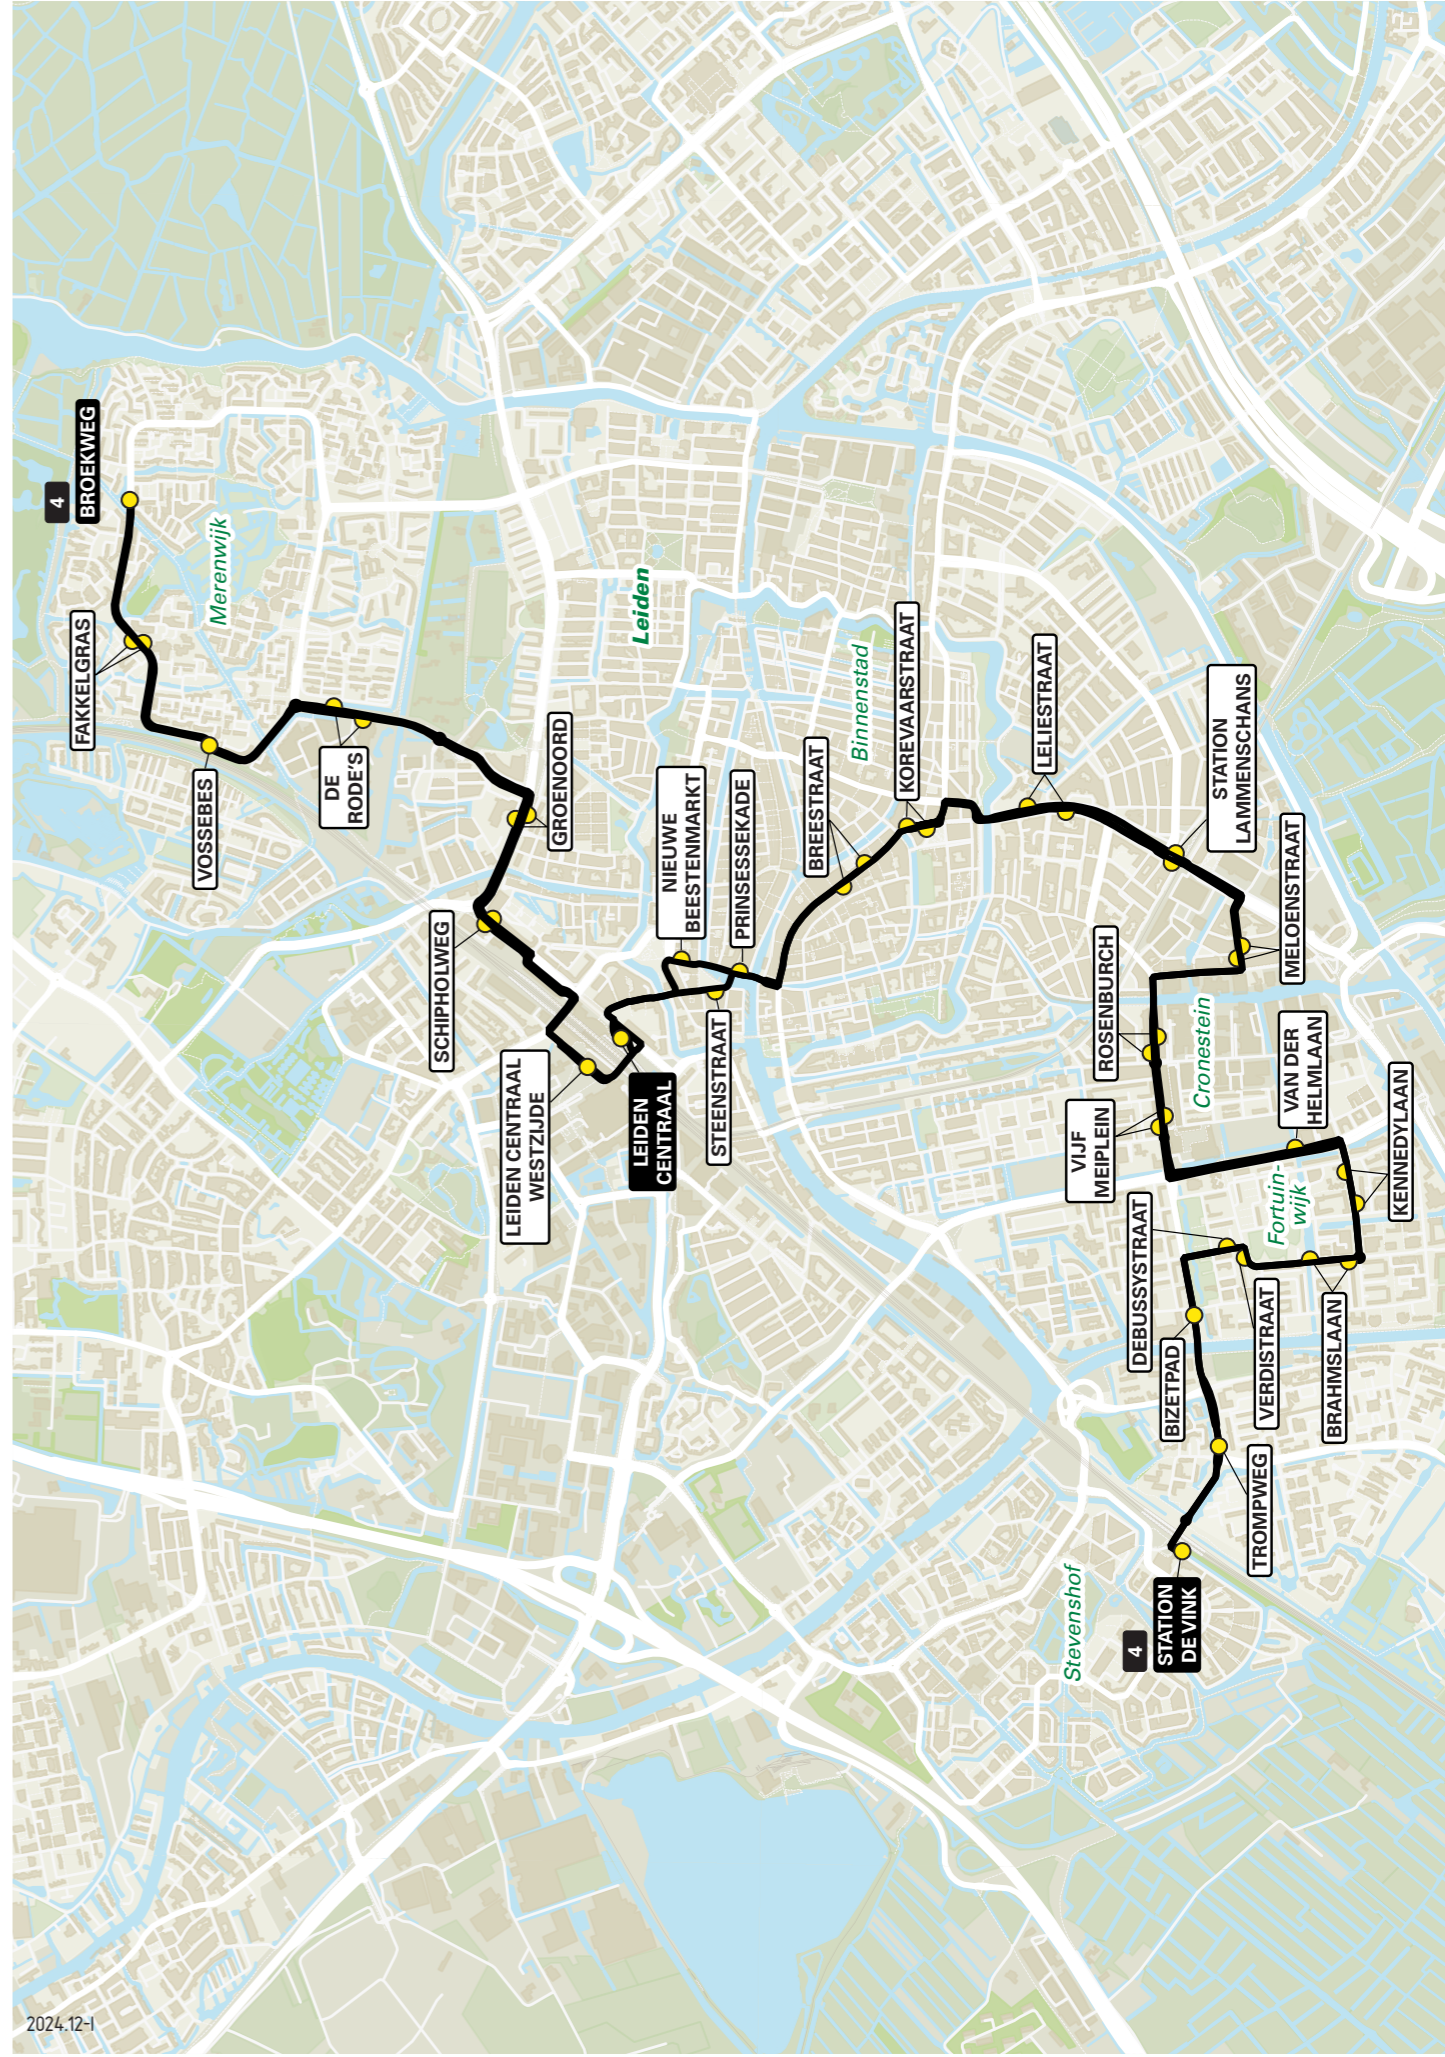 4
BROEKWEG
FAKKELGRAS
Merenwijk
VOSSEBES
DE
RODE'S
GROENOORD
SCHIPHOLWEG
Leiden
LEIDEN CENTRAAL
WESTZIJDE
LEIDEN
CENTRAAL
NIEUWE
BEESTENMARKT
PRINSESSEKADE
STEENSTRAAT
BREESTRAAT
Binnenstad
KOREVAARSTRAAT
LELIESTRAAT
STATION
LAMMENSCHANS
MELOENSTRAAT
ROSENBURCH
Cronestein
VIJF
MEIPLEIN
VAN DER
HELMLAAN
KENNEDYLAAN
Fortuin-
wijk
BRAHMSLAAN
VERDISTRAAT
DEBUSSYSTRAAT
BIZETPAD
TROMPWEG
Stevenshof
4
STATION
DE VINK
2024.12-I